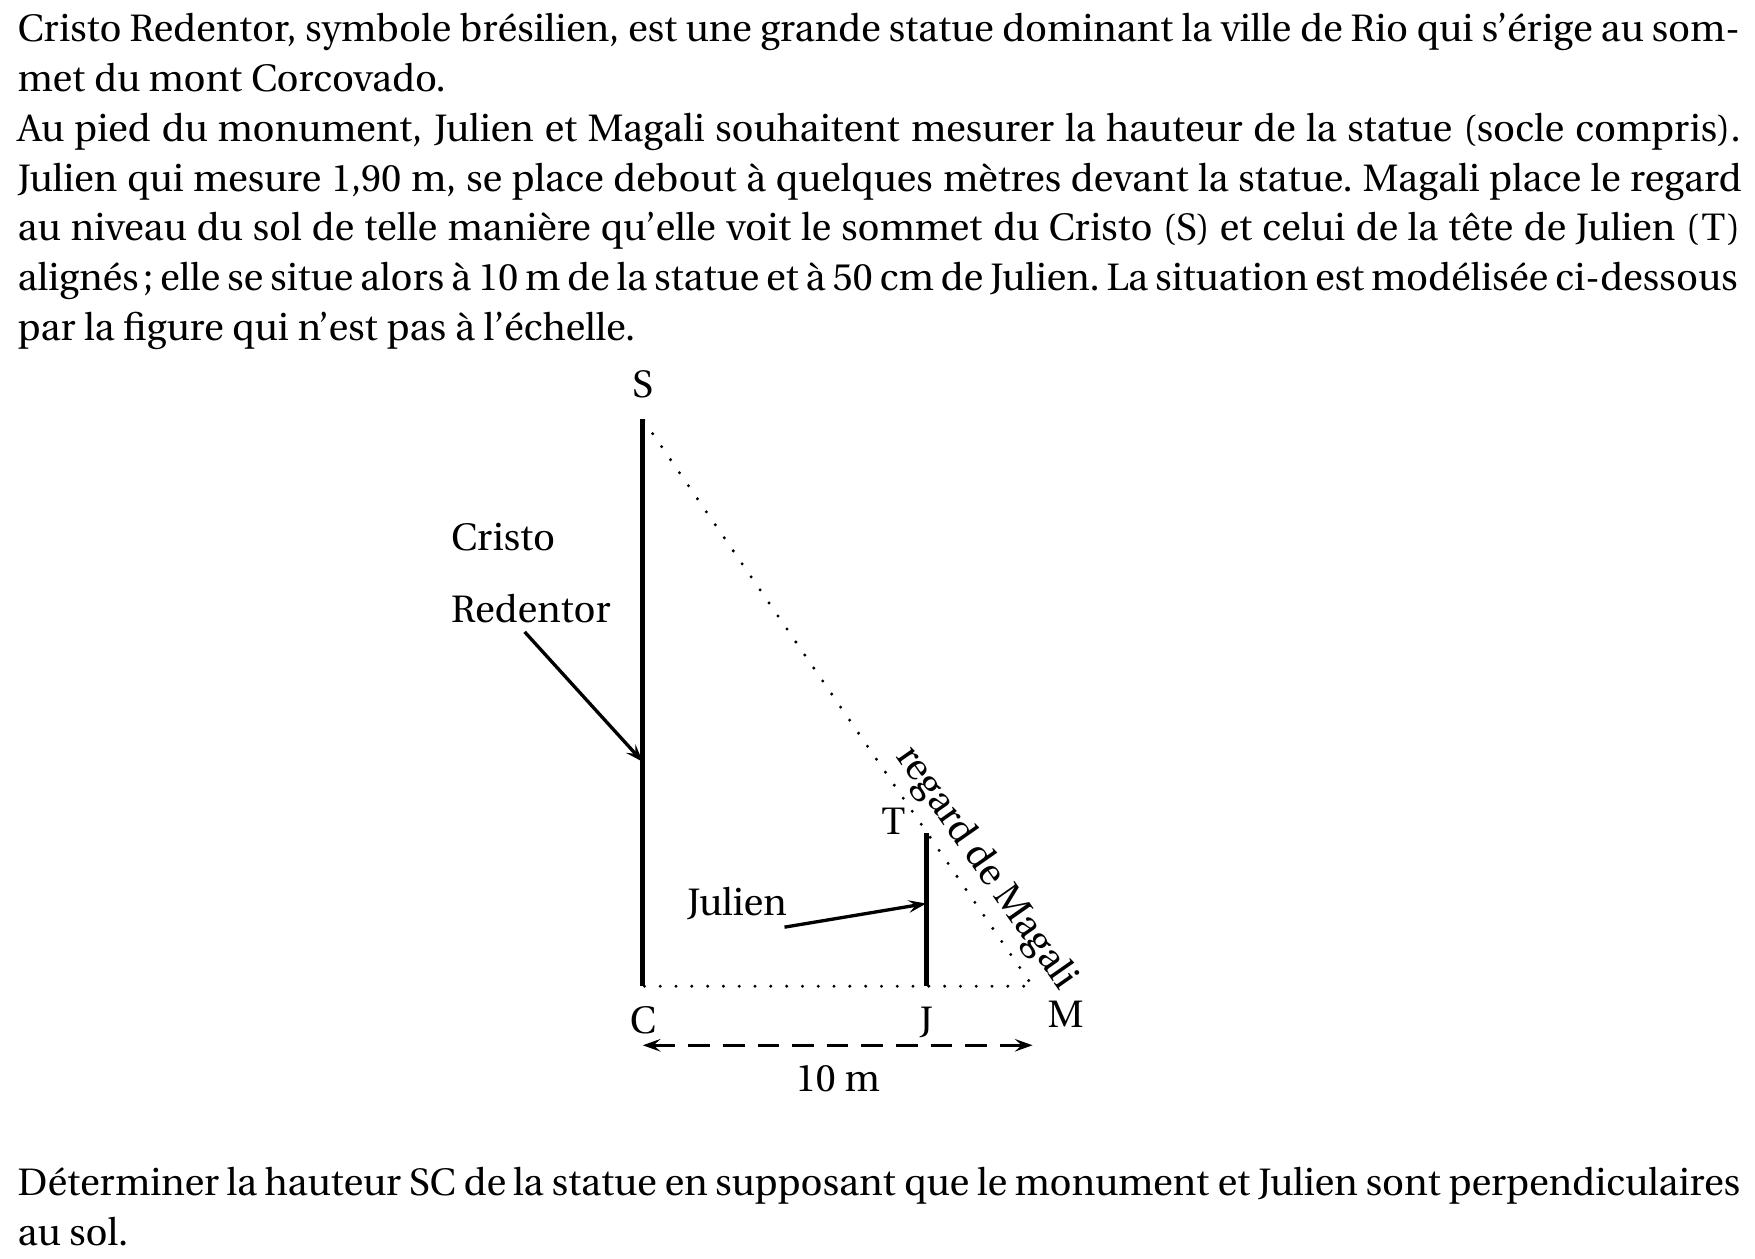 Cristo Redentor, symbole brésilien, est une grande statue dominant la ville de Rio qui s’érige au som-
met du mont Corcovado.
Au pied du monument, Julien et Magali souhaitent mesurer la hauteur de la statue (socle compris).
Julien qui mesure 1,90 m, se place debout à quelques mètres devant la statue. Magali place le regard
au niveau du sol de telle manière qu’elle voit le sommet du Cristo (S) et celui de la tête de Julien (T)
alignés ; elle se situe alors à 10 m de la statue et à 50 cm de Julien. La situation est modélisée ci-dessous
par la figure qui n’est pas à l’échelle.
S
Cristo
Redentor
regard de Magali
T
Julien
C
J
M
10 m
Déterminer la hauteur SC de la statue en supposant que le monument et Julien sont perpendiculaires
au sol.